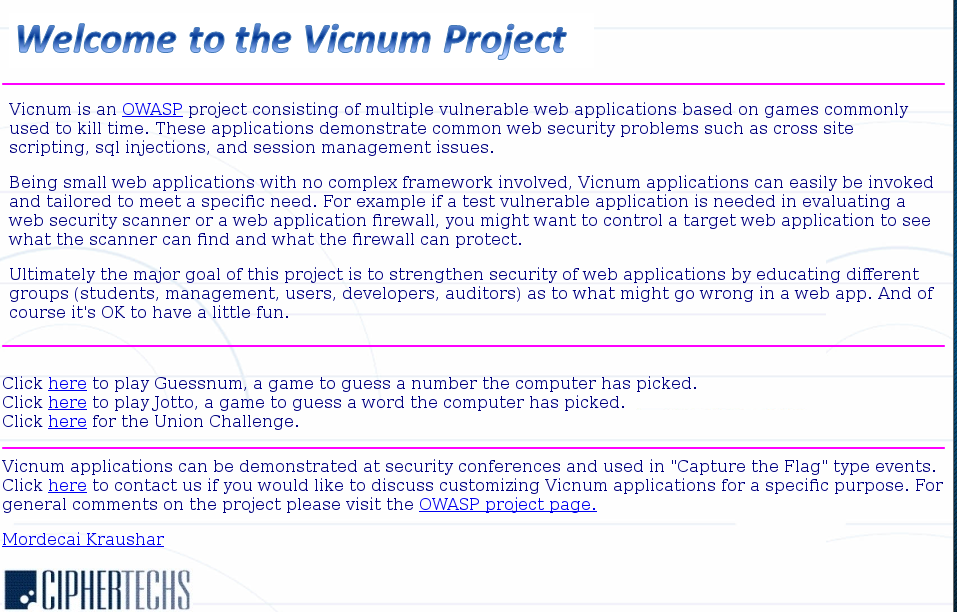 Welcome to the Vicnum Project
Vicnum is an OWASP project consisting of multiple vulnerable web applications based on games commonly
used to kill time. These applications demonstrate common web security problems such as cross site
scripting, sql injections, and session management issues.
Being small web applications with no complex framework involved, Vicnum applications can easily be invoked
and tailored to meet a specific need. For example if a test vulnerable application is needed in evaluating a
web security scanner or a web application firewall, you might want to control a target web application to see
what the scanner can find and what the firewall can protect.
Ultimately the major goal of this project is to strengthen security of web applications by educating different
groups (students, management, users, developers, auditors) as to what might go wrong in a web app. And of
course it's OK to have a little fun.
Click here to play Guessnum, a game to guess a number the computer has picked.
Click here to play Jotto, a game to guess a word the computer has picked.
Click here for the Union Challenge.
Vicnum applications can be demonstrated at security conferences and used in "Capture the Flag" type events.
Click here to contact us if you would like to discuss customizing Vicnum applications for a specific purpose. For
general comments on the project please visit the OWASP project page.
Mordecai Kraushar
CIPHERTECHS